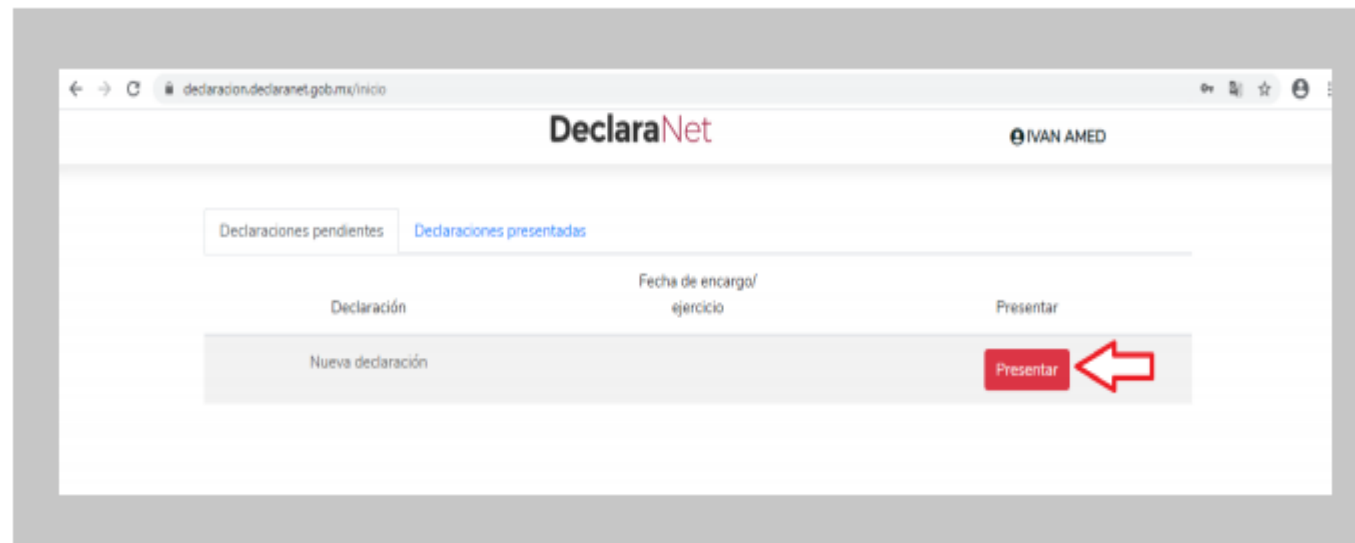 declaracion.declaranet.gob.mx/inicio
DeclaraNet
IVAN AMED
Declaraciones pendientes
Declaraciones presentadas
Declaración
Fecha de encargo/
ejercicio
Presentar
Nueva declaración
Presentar